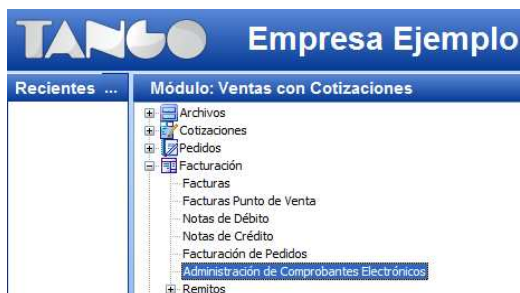 TANGO
Empresa Ejemplo
Recientes ...
Módulo: Ventas con Cotizaciones
Archivos
Cotizaciones
Pedidos
Facturación
Facturas
Facturas Punto de Venta
Notas de Débito
Notas de Crédito
Facturación de Pedidos
Administración de Comprobantes Electrónicos
Remitos